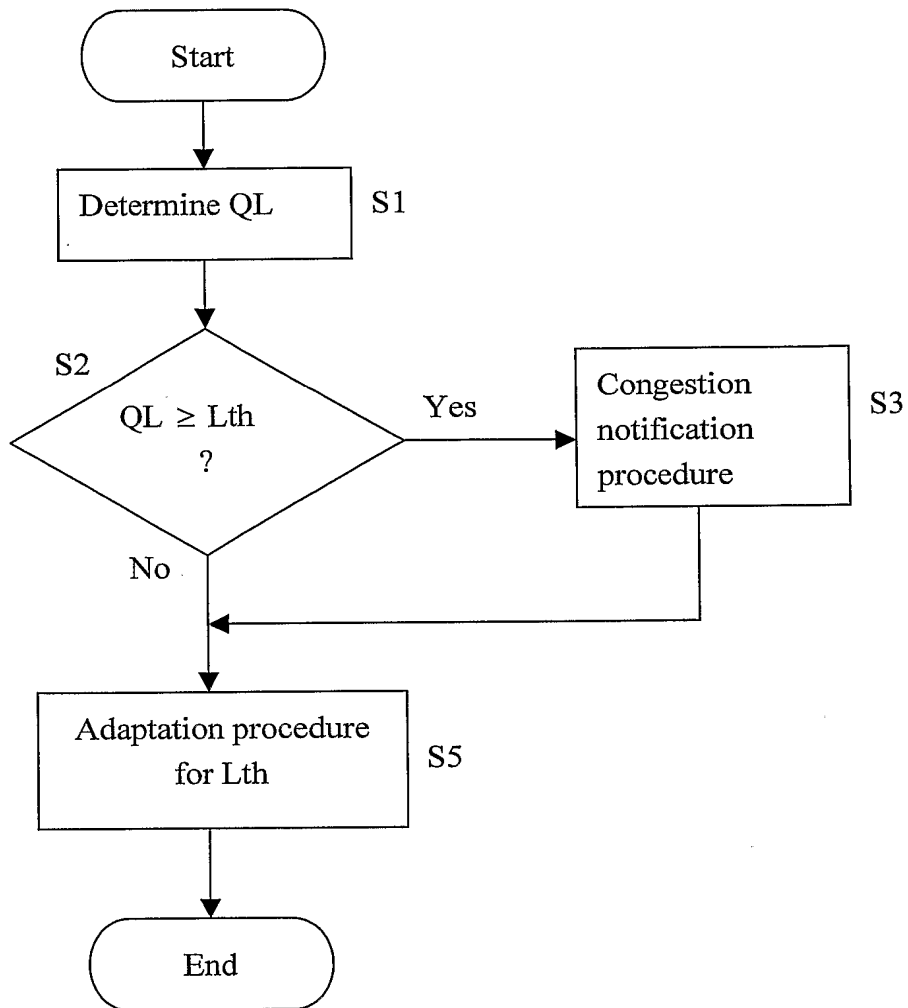 Start
Determine QL
S1
S2
QL ≥ Lth
?
Yes
Congestion
notification
procedure
S3
No
Adaptation procedure
for Lth
S5
End